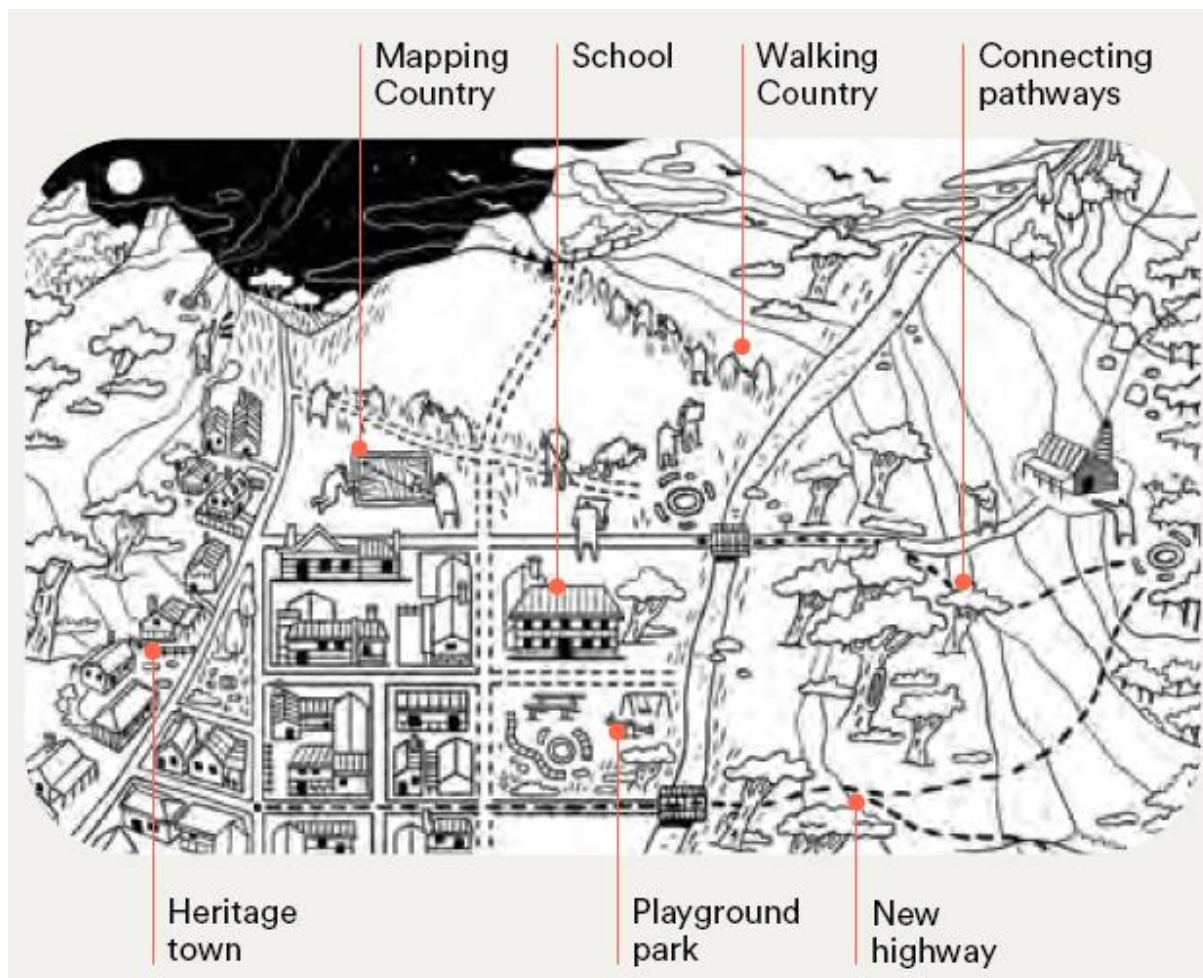 Mapping
Country
School
Walking
Country
Connecting
pathways
Heritage
town
Playground
park
New
highway